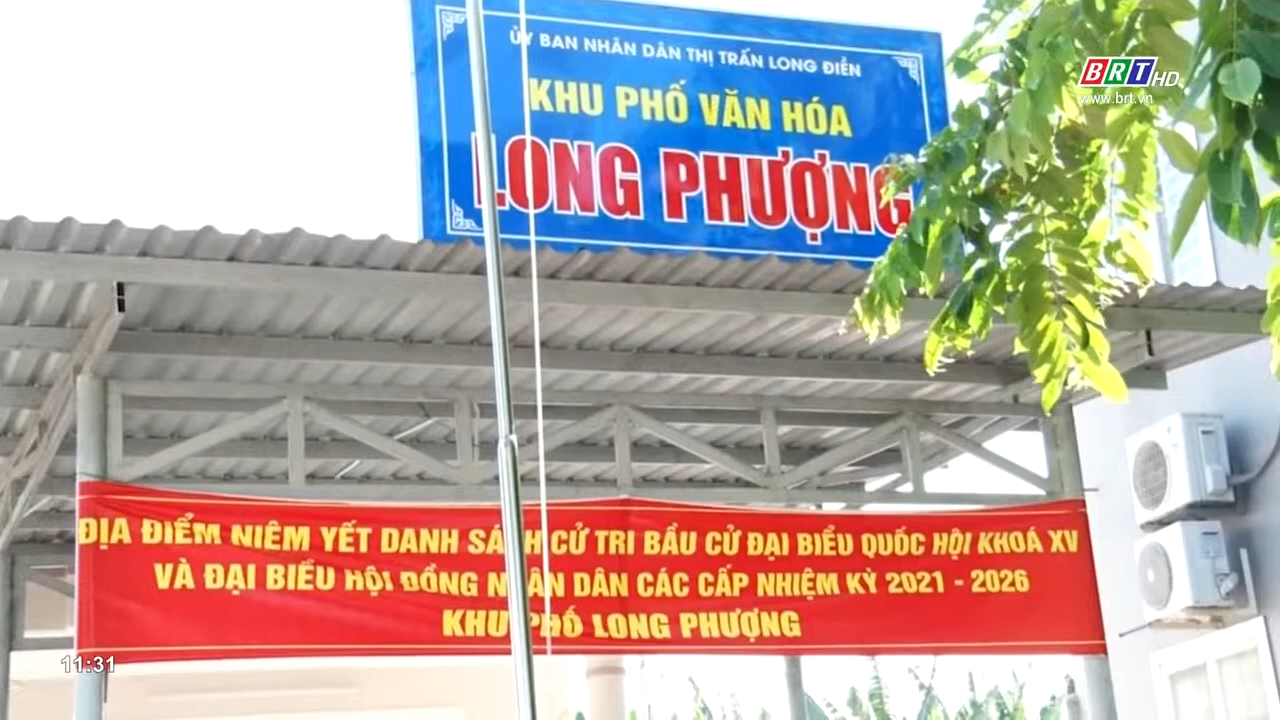 ỦY BAN NHÂN DÂN THỊ TRẤN LONG ĐIỀN
KHU PHỐ VĂN HÓA
LONG PHƯỢNG
BRT HD
www.brt.vn
ĐỊA ĐIỂM NIÊM YẾT DANH SÁCH CỬ TRI BẦU CỬ ĐẠI BIỂU QUỐC HỘI KHOÁ XV
VÀ ĐẠI BIỂU HỘI ĐỒNG NHÂN DÂN CÁC CẤP NHIỆM KỲ 2021 - 2026
KHU PHỐ LONG PHƯỢNG
11:31